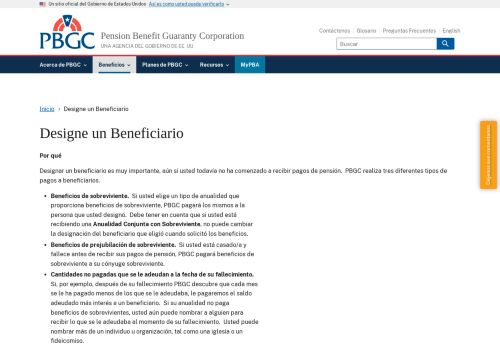 Un sitio oficial del Gobierno de Estados Unidos Así es como usted puede verificarlo
PBGC
Pension Benefit Guaranty Corporation
UNA AGENCIA DEL GOBIERNO DE EE. UU
Contáctenos Glosario Preguntas Frecuentes English
Buscar
Acerca de PBGC Beneficios Planes de PBGC Recursos MyPBA
Inicio › Designe un Beneficiario
Designe un Beneficiario
Por qué
Designar un beneficiario es muy importante, aún si usted todavía no ha comenzado a recibir pagos de pensión. PBGC realiza tres diferentes tipos de
pagos a beneficiarios.
Beneficios de sobreviviente. Si usted elige un tipo de anualidad que
proporciona beneficios de sobreviviente, PBGC pagará los mismos a la
persona que usted designó. Debe tener en cuenta que si usted está
recibiendo una Anualidad Conjunta con Sobreviviente, no puede cambiar
la designación del beneficiario que eligió cuando solicitó los beneficios.
Beneficios de prejubilación de sobreviviente. Si usted está casado/a y
fallece antes de recibir sus pagos de pensión, PBGC pagará beneficios de
sobreviviente a su cónyuge sobreviviente.
Cantidades no pagadas que se le adeudan a la fecha de su fallecimiento.
Si, por ejemplo, después de su fallecimiento PBGC descubre que cada mes
se le ha pagado menos de los que se le adeudaba, le pagaremos el saldo
adeudado más interés a un beneficiario. Si su anualidad no paga
beneficios de sobrevivientes, usted aún puede nombrar a alguien para
recibir lo que se le adeudaba al momento de su fallecimiento. Usted puede
nombrar más de un individuo u organización, tal como una iglesia o un
fideicomiso.